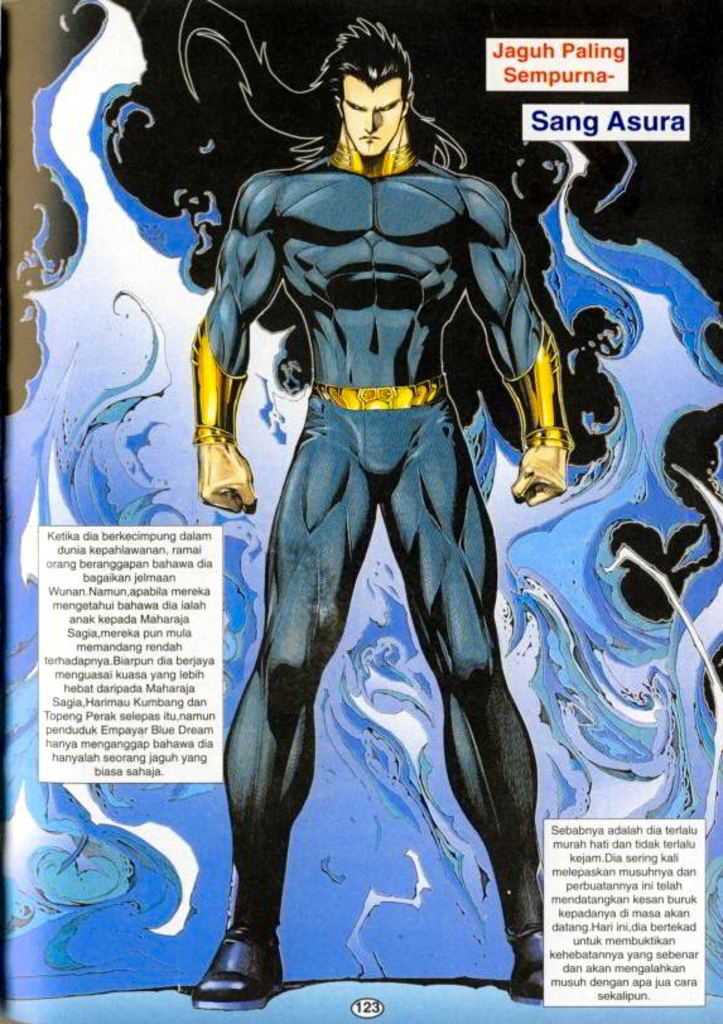 Jaguh Paling
Sempurna-
Sang Asura
Ketika dia berkecimpung dalam
dunia kepahlawanan, ramai
orang beranggapan bahawa dia
bagaikan jelmaan
Wunan.Namun,apabila mereka
mengetahui bahawa dia ialah
anak kepada Maharaja
Sagia,mereka pun mula
memandang rendah
terhadapnya.Biarpun dia berjaya
menguasai kuasa yang lebih
hebat daripada Maharaja
Sagia,Harimau Kumbang dan
Topeng Perak selepas itu,namun
penduduk Empayar Blue Dream
hanya menganggap bahawa dia
hanyalah seorang jaguh yang
biasa sahaja.
Sebabnya adalah dia terlalu
murah hati dan tidak terlalu
kejam.Dia sering kali
melepaskan musuhnya dan
perbuatannya ini telah
mendatangkan kesan buruk
kepadanya di masa akan
datang.Hari ini,dia bertekad
untuk membuktikan
kehebatannya yang sebenar
dan akan mengalahkan
musuh dengan apa jua cara
sekalipun.
123